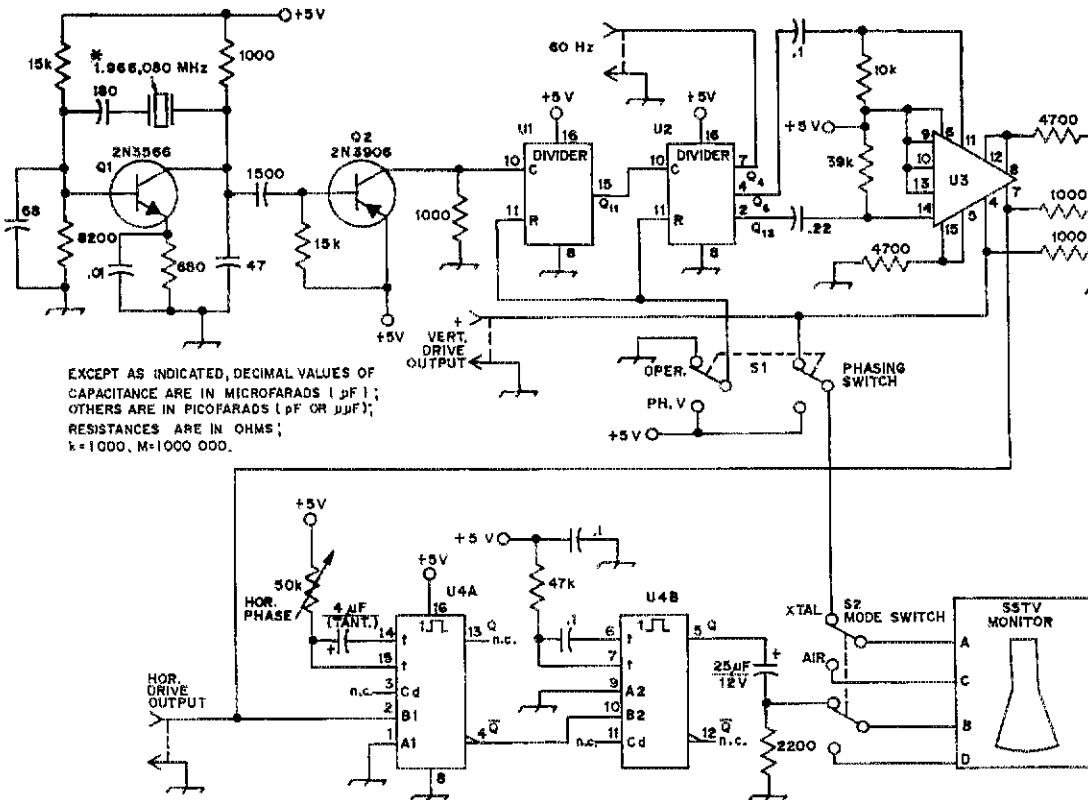 +5V
15k
*
1.966,080 MHz
1000
180
Q1
2N3566
Q2
2N3906
1500
68
8200
.01
680
47
15k
+5V
1000
60 Hz
+5V
U1
16
DIVIDER
10
C
15
Q11
11
R
8
+5V
U2
16
DIVIDER
10
C
7
Q4
4
Q6
2
Q12
11
R
8
.1
10k
+5V
39k
.22
4700
9
10
13
14
15
6
11
12
8
7
4
5
U3
4700
1000
1000
+
VERT.
DRIVE
OUTPUT
OPER.
S1
PHASING
SWITCH
PH. V
+5V
EXCEPT AS INDICATED, DECIMAL VALUES OF
CAPACITANCE ARE IN MICROFARADS ( µF ) ;
OTHERS ARE IN PICOFARADS ( pF OR µµF);
RESISTANCES ARE IN OHMS ;
k=1000, M=1000 000.
+5V
50k
HOR.
PHASE
4 µF
(TANT.)
+
+5V
U4A
16
1
14
t
15
t
3
n.c.
Cd
2
B1
1
A1
13
Q
n.c.
4
Q
8
HOR.
DRIVE
OUTPUT
+5 V
.1
47k
.1
U4B
1
6
t
7
t
9
A2
10
B2
n.c.
11
Cd
5
Q
12
Q
n.c.
+
25µF
12V
2200
XTAL
S2
MODE SWITCH
AIR
SSTV
MONITOR
A
C
B
D